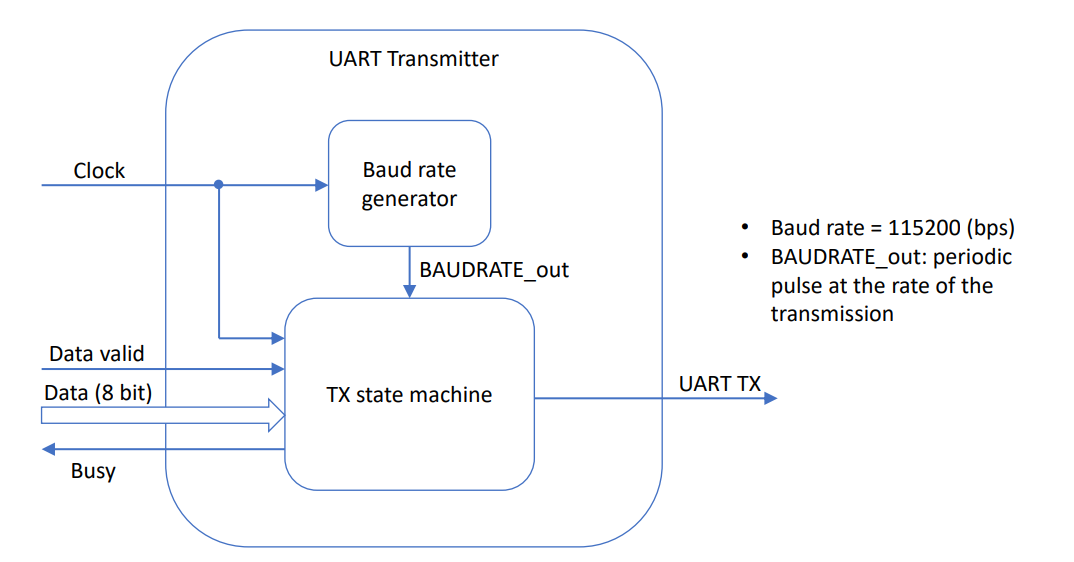 UART Transmitter
Clock
Baud rate
generator
BAUDRATE_out
Data valid
Data (8 bit)
Busy
TX state machine
UART TX
• Baud rate = 115200 (bps)
• BAUDRATE_out: periodic
pulse at the rate of the
transmission